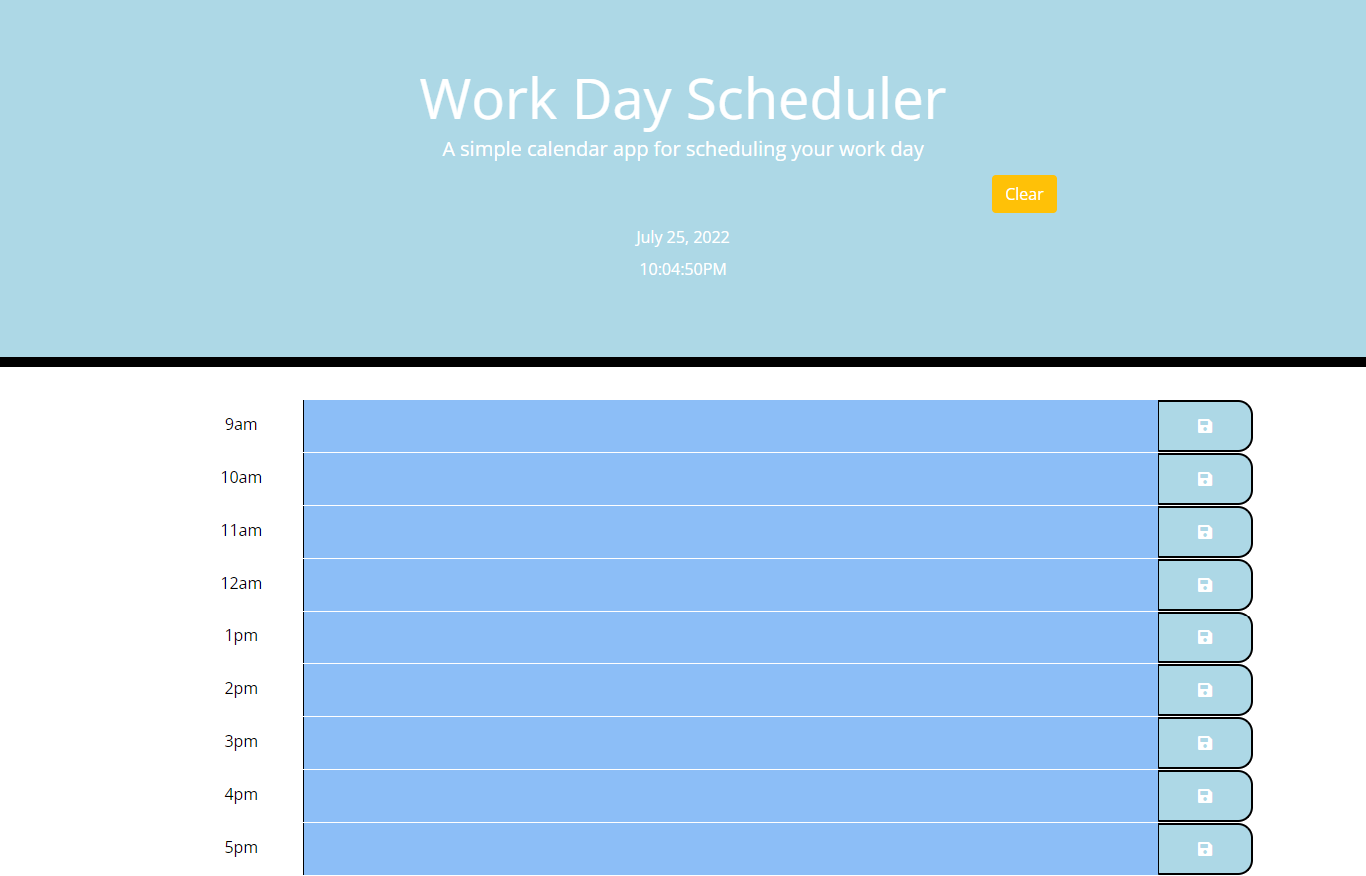 Work Day Scheduler
A simple calendar app for scheduling your work day
Clear
July 25, 2022
10:04:50PM
9am
10am
11am
12am
1pm
2pm
3pm
4pm
5pm